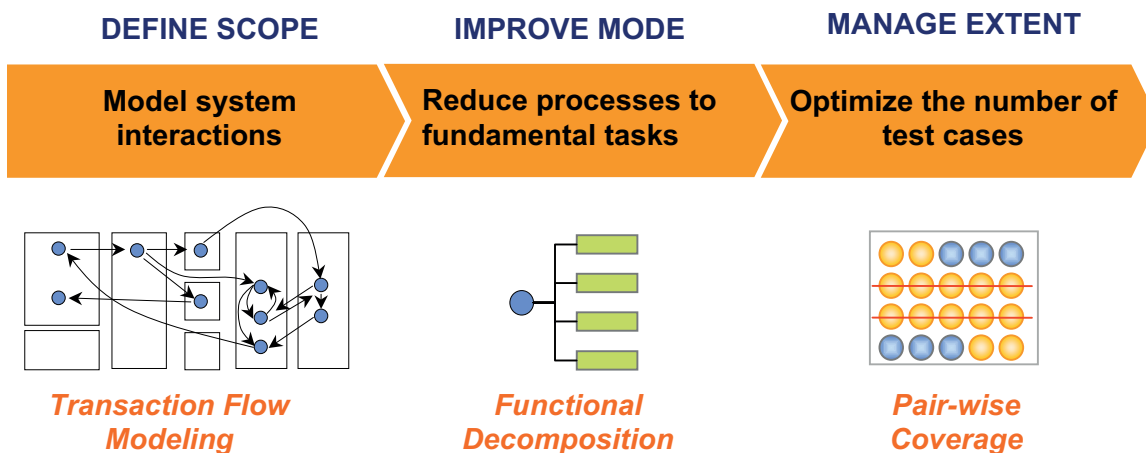 DEFINE SCOPE
IMPROVE MODE
MANAGE EXTENT
Model system
interactions
Reduce processes to
fundamental tasks
Optimize the number of
test cases
Transaction Flow
Modeling
Functional
Decomposition
Pair-wise
Coverage